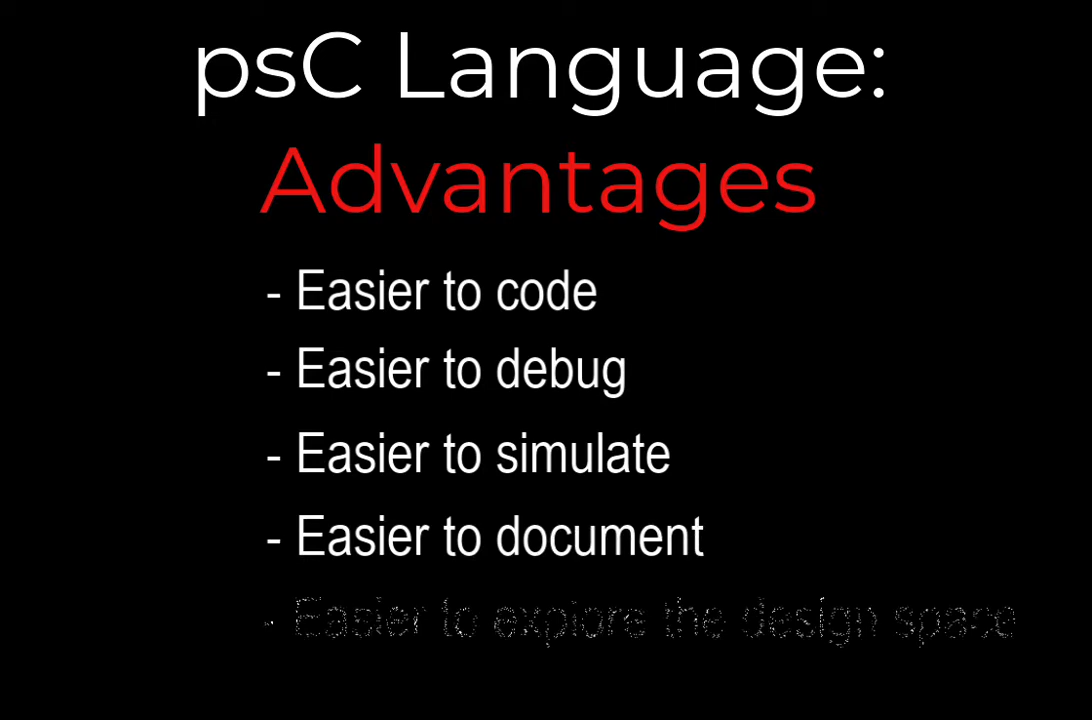 psC Language:
Advantages
- Easier to code
- Easier to debug
- Easier to simulate
- Easier to document
- Easier to explore the design space